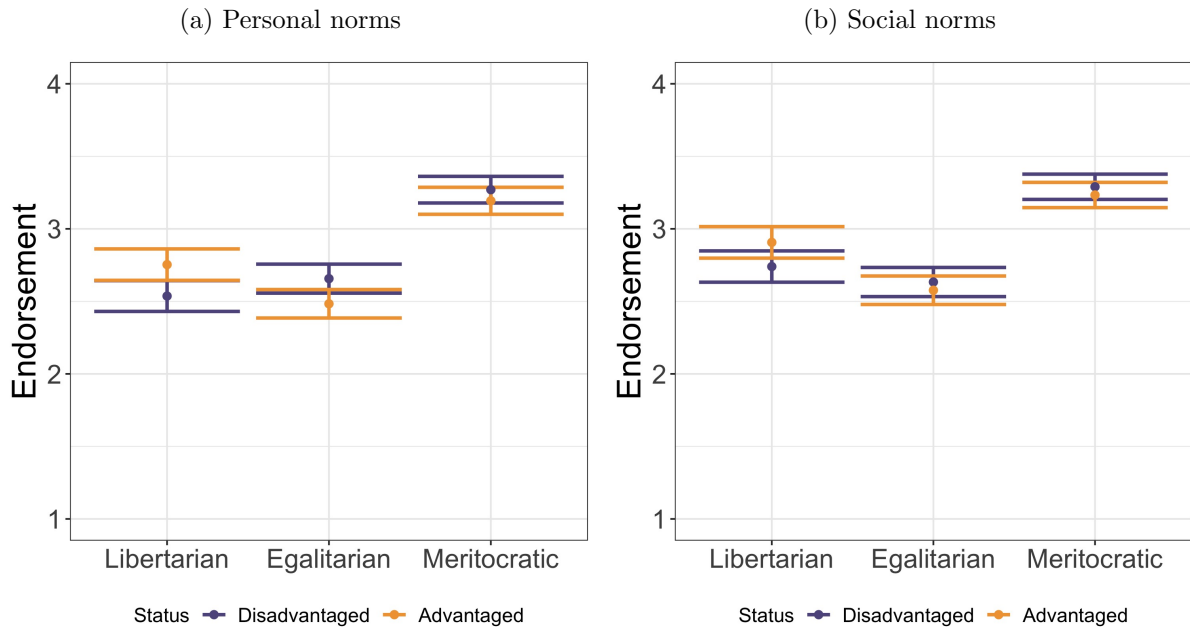 (a) Personal norms
Endorsement
4
3
2
1
Libertarian Egalitarian Meritocratic
Status Disadvantaged Advantaged
(b) Social norms
Endorsement
4
3
2
1
Libertarian Egalitarian Meritocratic
Status Disadvantaged Advantaged